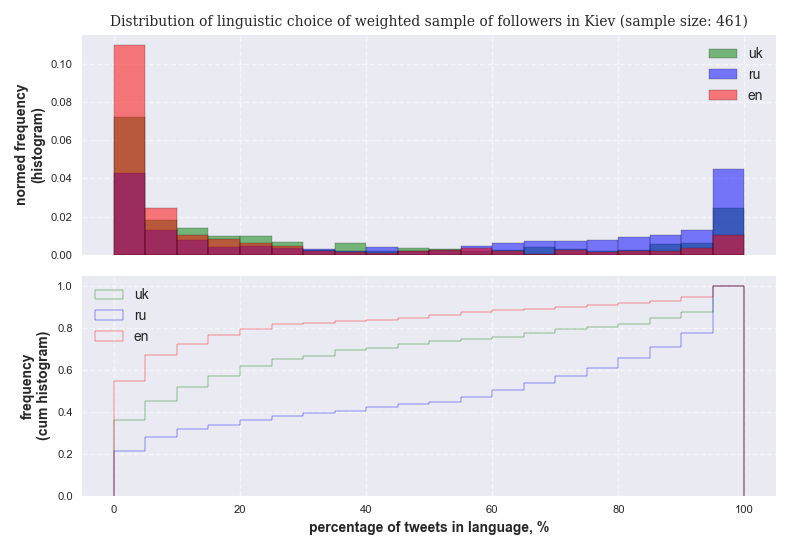 Distribution of linguistic choice of weighted sample of followers in Kiev (sample size: 461)
normed frequency
(histogram)
0.10
0.08
0.06
0.04
0.02
0.00
uk
ru
en
frequency
(cum histogram)
1.0
0.8
0.6
0.4
0.2
0.0
uk
ru
en
0 20 40 60 80 100
percentage of tweets in language, %